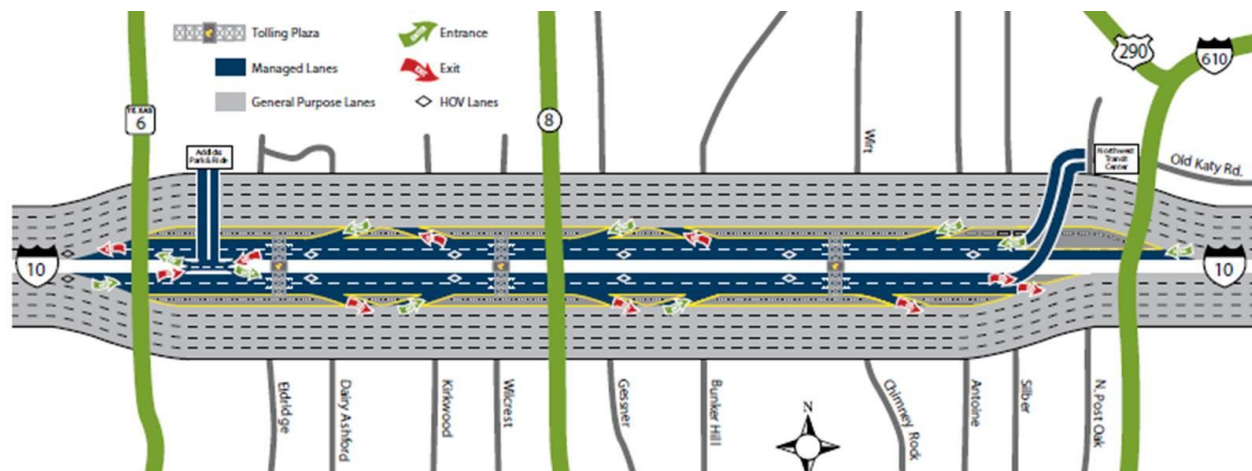 Tolling Plaza
Entrance
Managed Lanes
Exit
General Purpose Lanes
HOV Lanes
TEXAS
6
8
290
610
Addicks
Park & Ride
Wirt
Northwest
Transit
Center
Old Katy Rd.
10
10
Eldridge
Dairy Ashford
Kirkwood
Wilcrest
Gessner
Bunker Hill
Chimney Rock
Antoine
Silber
N. Post Oak
N